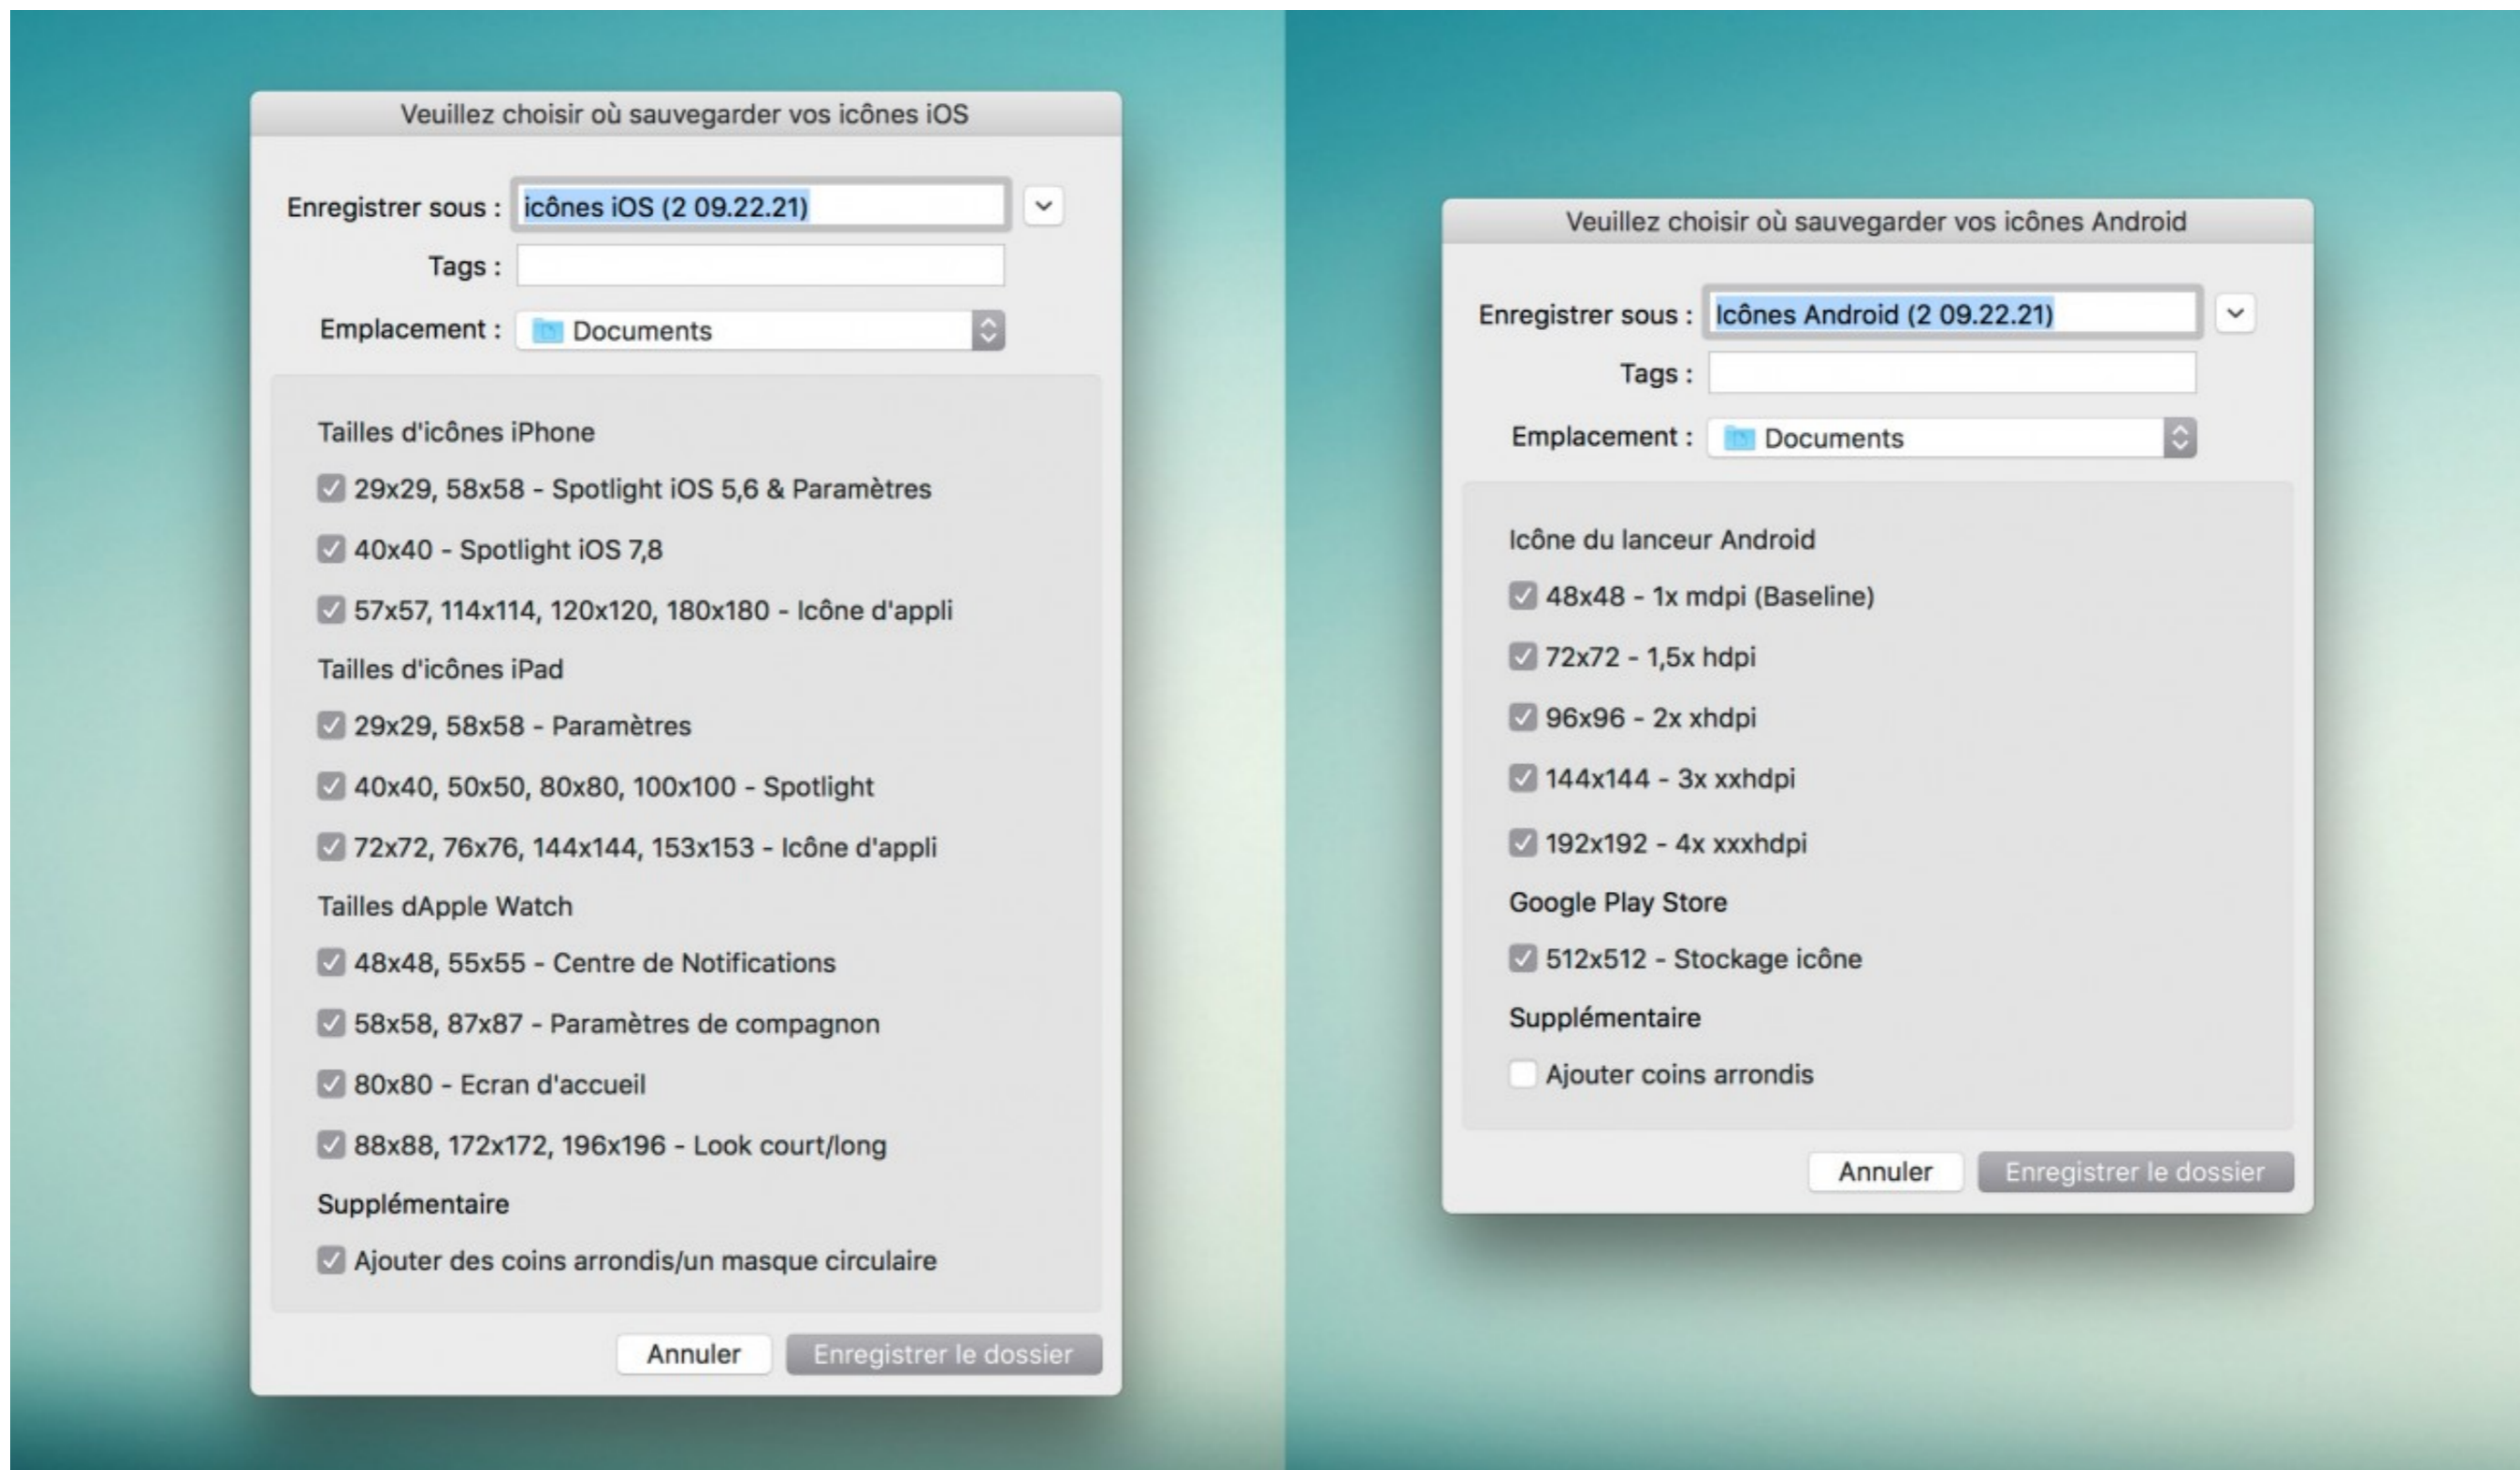 Veuillez choisir où sauvegarder vos icônes iOS
Enregistrer sous : icônes iOS (2 09.22.21)
Tags :
Emplacement : Documents
Tailles d'icônes iPhone
29x29, 58x58 - Spotlight iOS 5,6 & Paramètres
40x40 - Spotlight iOS 7,8
57x57, 114x114, 120x120, 180x180 - Icône d'appli
Tailles d'icônes iPad
29x29, 58x58 - Paramètres
40x40, 50x50, 80x80, 100x100 - Spotlight
72x72, 76x76, 144x144, 153x153 - Icône d'appli
Tailles dApple Watch
48x48, 55x55 - Centre de Notifications
58x58, 87x87 - Paramètres de compagnon
80x80 - Ecran d'accueil
88x88, 172x172, 196x196 - Look court/long
Supplémentaire
Ajouter des coins arrondis/un masque circulaire
Annuler Enregistrer le dossier
Veuillez choisir où sauvegarder vos icônes Android
Enregistrer sous : Icônes Android (2 09.22.21)
Tags :
Emplacement : Documents
Icône du lanceur Android
48x48 - 1x mdpi (Baseline)
72x72 - 1,5x hdpi
96x96 - 2x xhdpi
144x144 - 3x xxhdpi
192x192 - 4x xxxhdpi
Google Play Store
512x512 - Stockage icône
Supplémentaire
Ajouter coins arrondis
Annuler Enregistrer le dossier